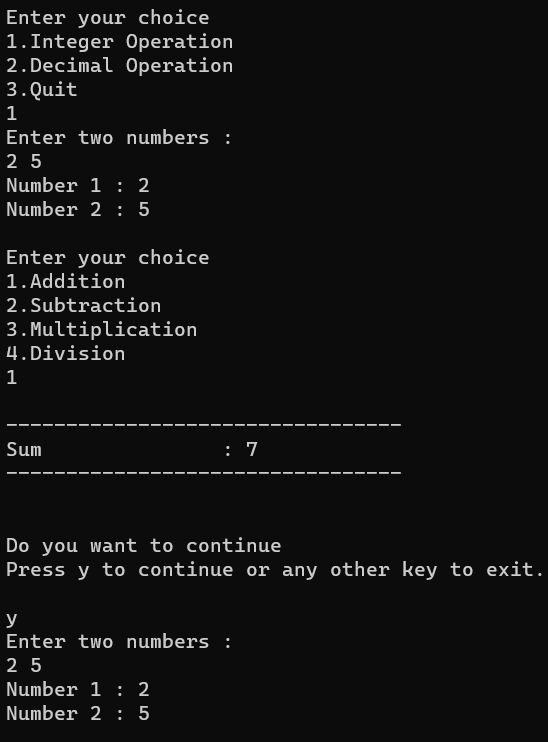 Enter your choice
1.Integer Operation
2.Decimal Operation
3.Quit
1
Enter two numbers :
2 5
Number 1 : 2
Number 2 : 5
Enter your choice
1.Addition
2.Subtraction
3.Multiplication
4.Division
1
---------------------------------
Sum               : 7
---------------------------------
Do you want to continue
Press y to continue or any other key to exit.
y
Enter two numbers :
2 5
Number 1 : 2
Number 2 : 5